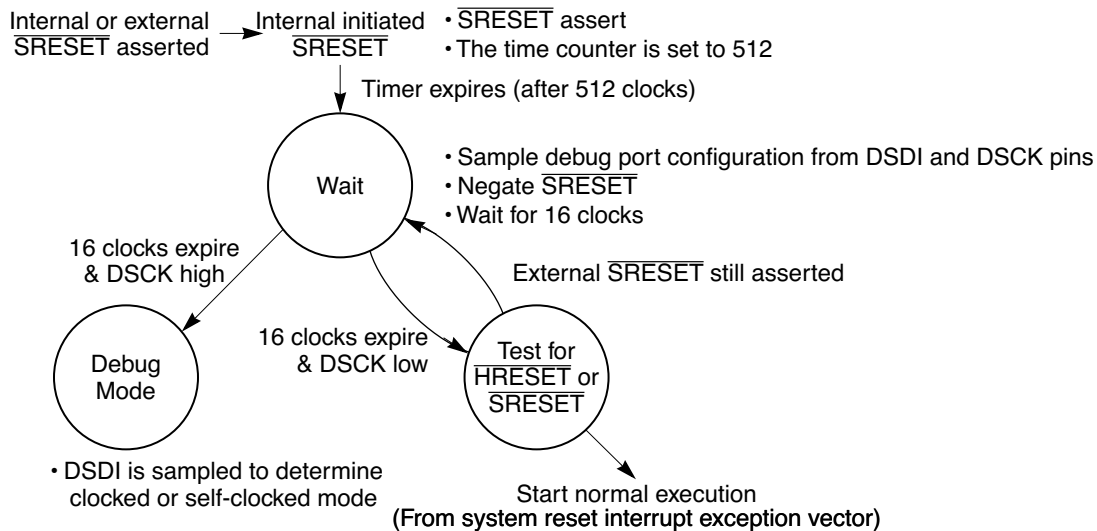 Internal or external
SRESET asserted
Internal initiated
SRESET
• SRESET assert
• The time counter is set to 512
Timer expires (after 512 clocks)
Wait
• Sample debug port configuration from DSDI and DSCK pins
• Negate SRESET
• Wait for 16 clocks
16 clocks expire
& DSCK high
External SRESET still asserted
16 clocks expire
& DSCK low
Debug
Mode
Test for
HRESET or
SRESET
• DSDI is sampled to determine
clocked or self-clocked mode
Start normal execution
(From system reset interrupt exception vector)